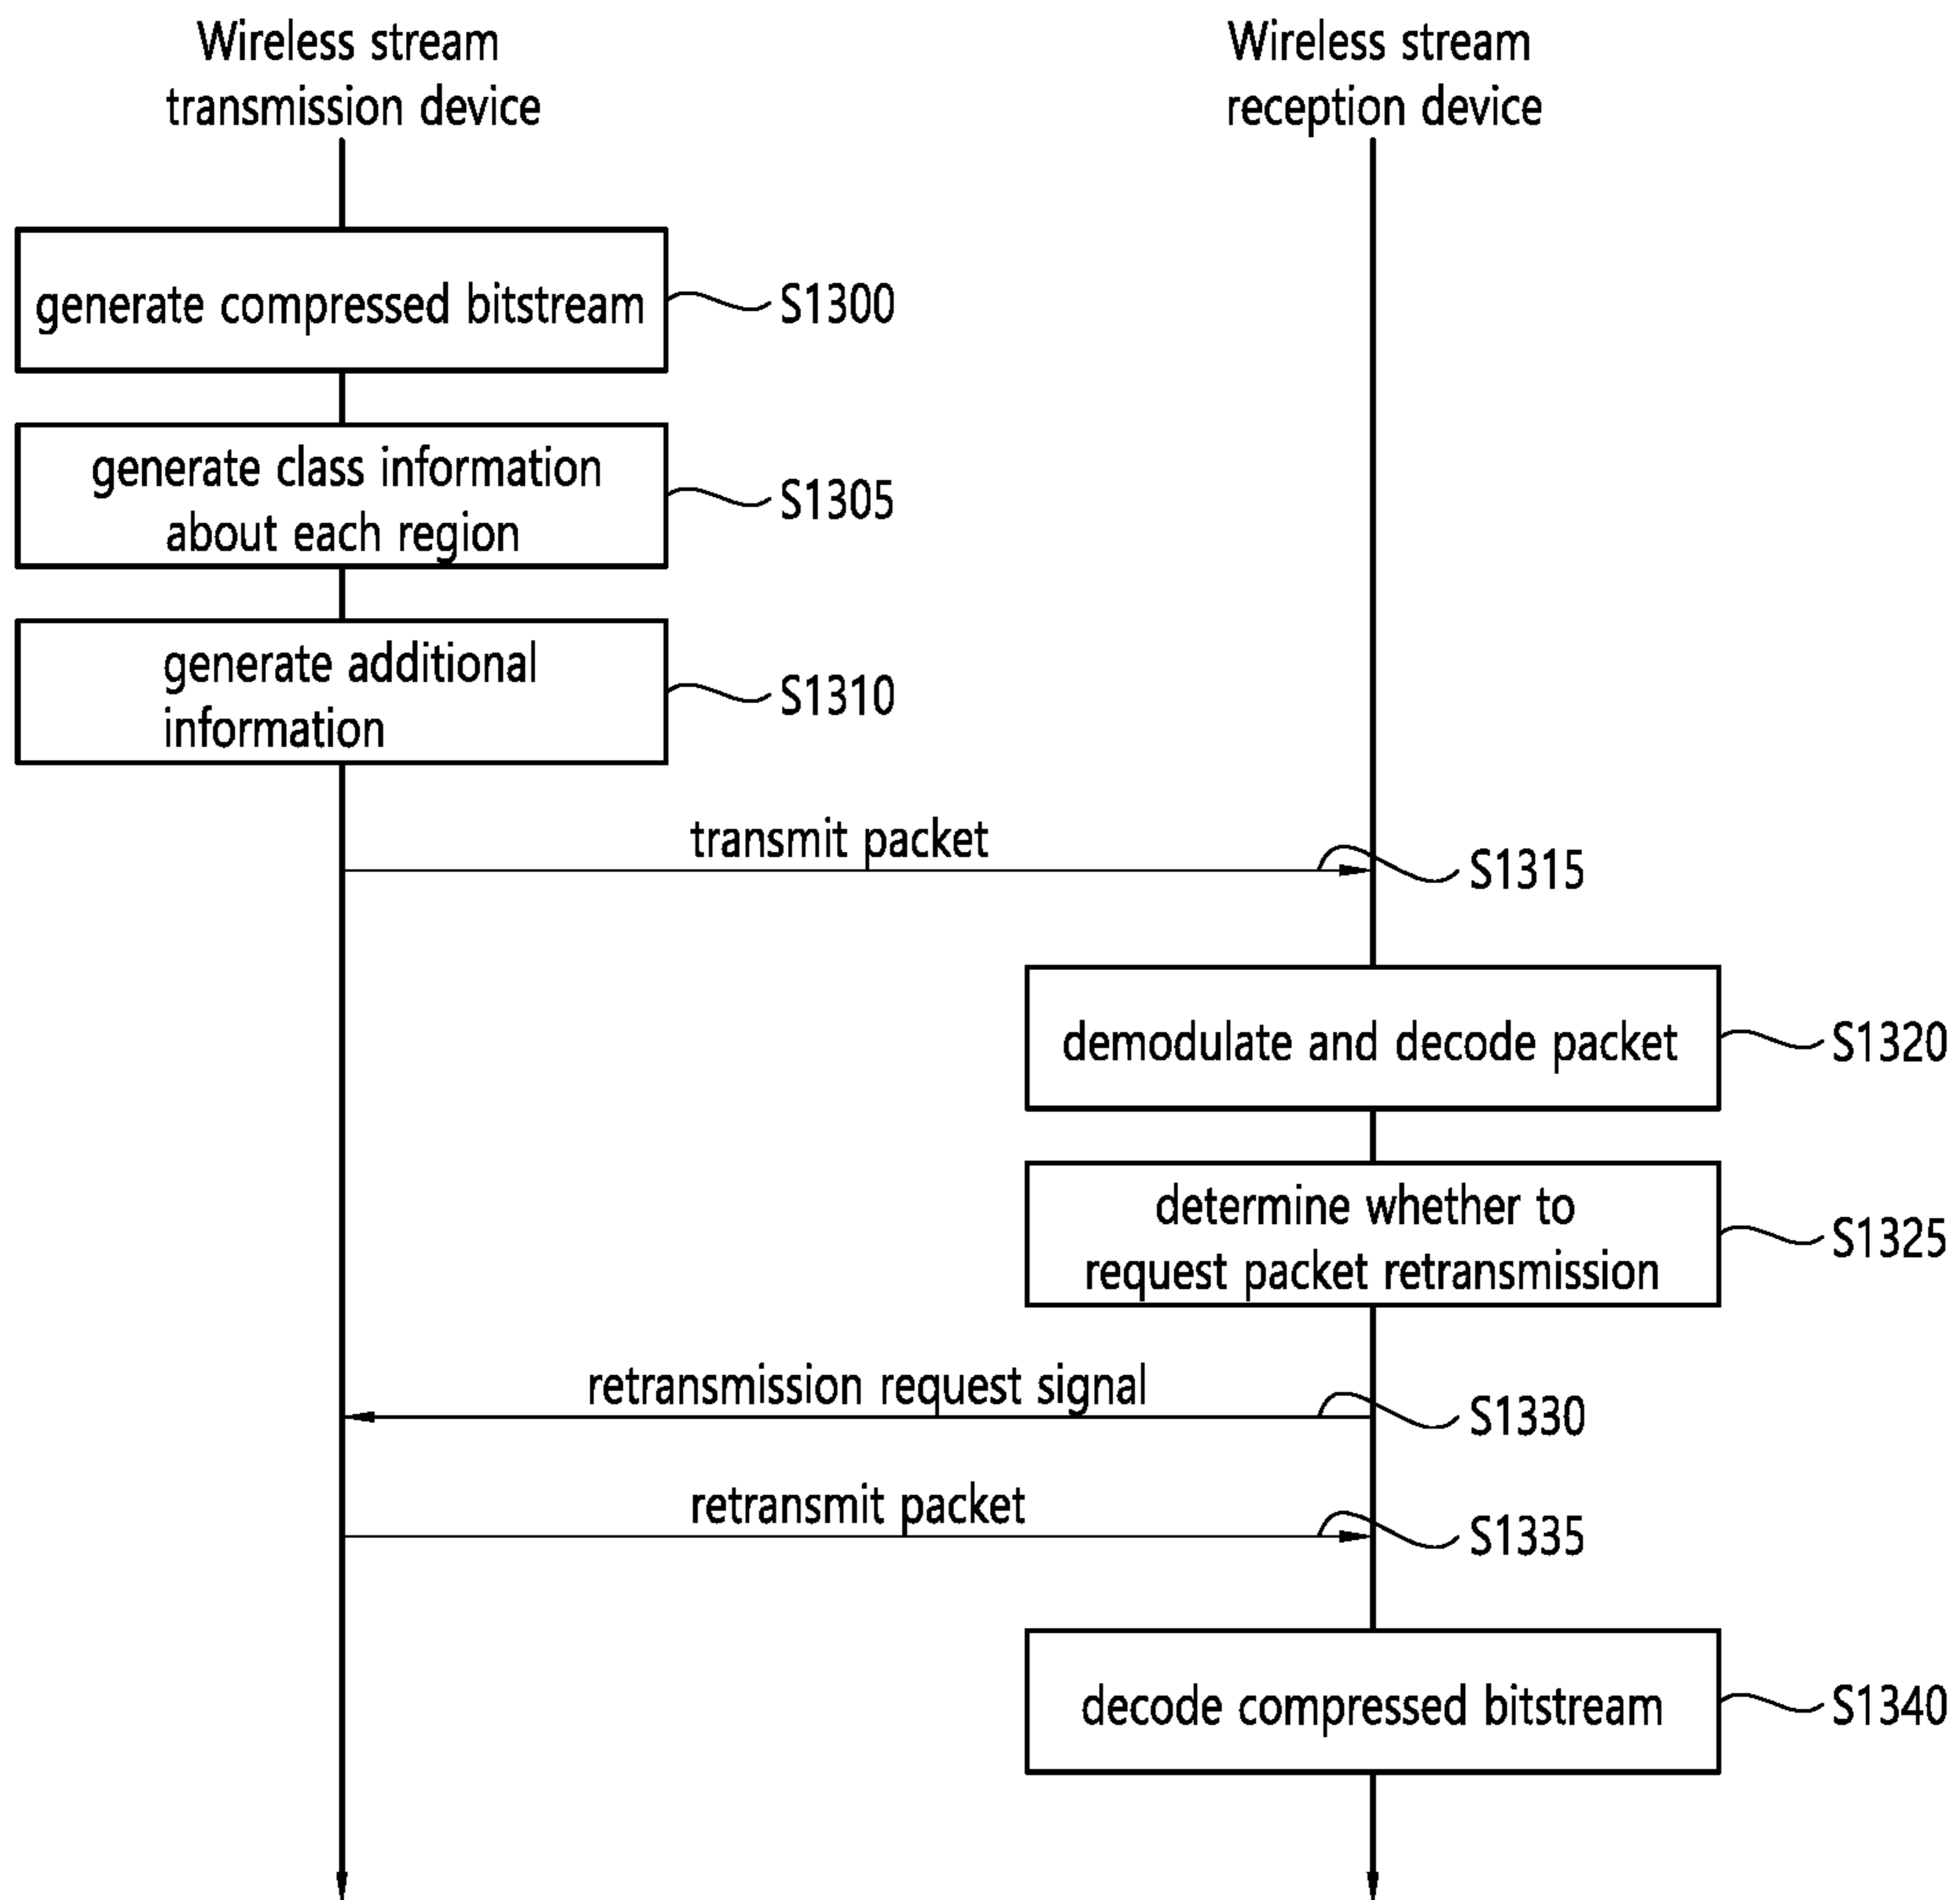 Wireless stream
transmission device
Wireless stream
reception device
generate compressed bitstream
S1300
generate class information
about each region
S1305
generate additional
information
S1310
transmit packet
S1315
demodulate and decode packet
S1320
determine whether to
request packet retransmission
S1325
retransmission request signal
S1330
retransmit packet
S1335
decode compressed bitstream
S1340